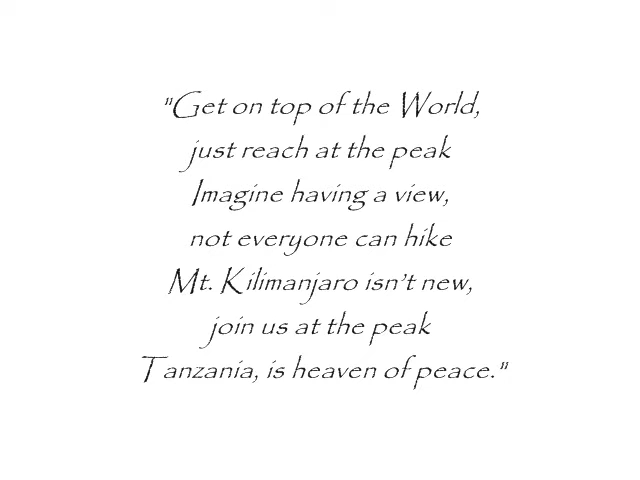 "Get on top of the World,
just reach at the peak
Imagine having a view,
not everyone can hike
Mt. Kilimanjaro isn't new,
join us at the peak
Tanzania, is heaven of peace."